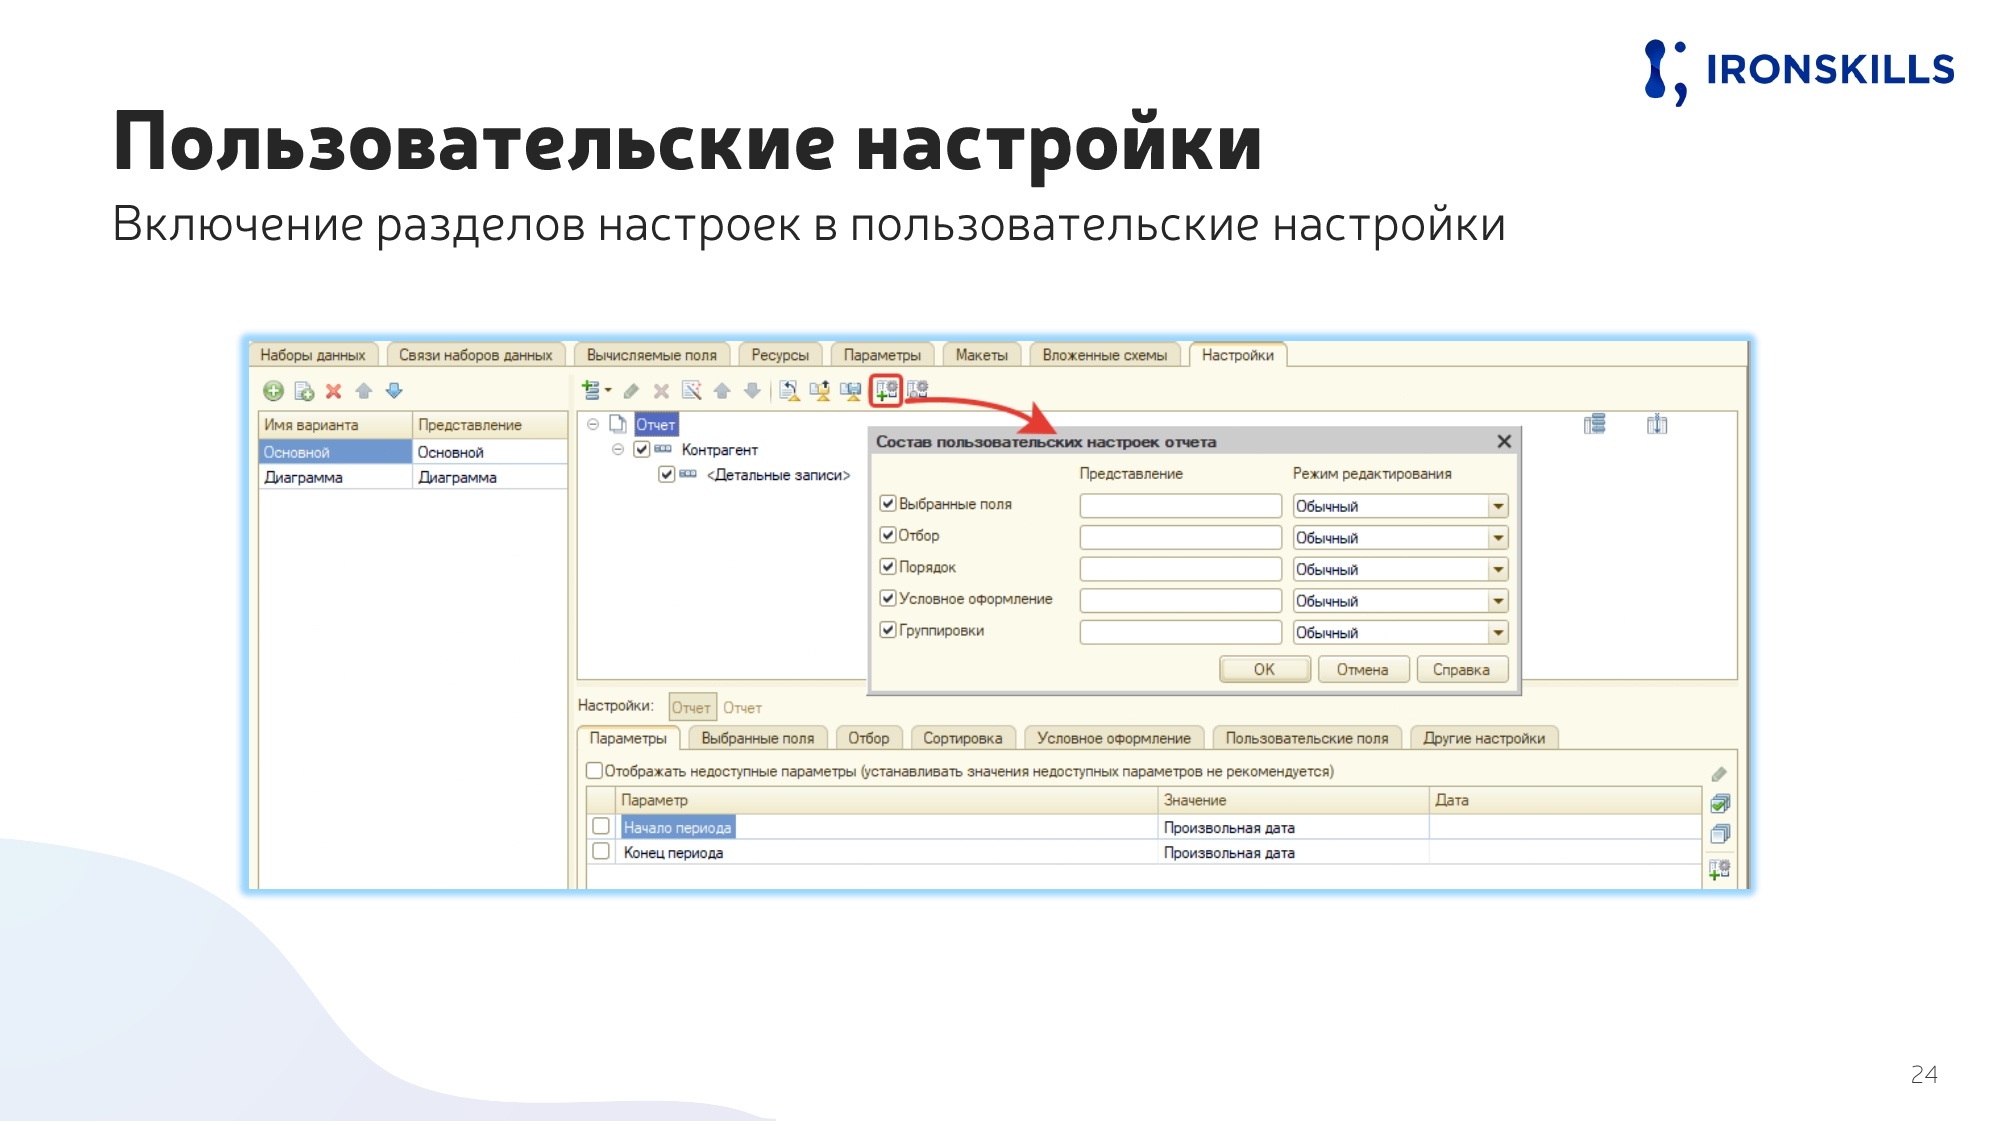 IRONSKILLS
Пользовательские настройки
Включение разделов настроек в пользовательские настройки
Наборы данных Связи наборов данных Вычисляемые поля Ресурсы Параметры Макеты Вложенные схемы Настройки
Имя варианта Представление
Основной Основной
Диаграмма Диаграмма
Отчет
Контрагент
<Детальные записи>
Состав пользовательских настроек отчета
Представление Режим редактирования
Выбранные поля Обычный
Отбор Обычный
Порядок Обычный
Условное оформление Обычный
Группировки Обычный
OK Отмена Справка
Настройки: Отчет Отчет
Параметры Выбранные поля Отбор Сортировка Условное оформление Пользовательские поля Другие настройки
Отображать недоступные параметры (устанавливать значения недоступных параметров не рекомендуется)
Параметр Значение Дата
Начало периода Произвольная дата
Конец периода Произвольная дата
24